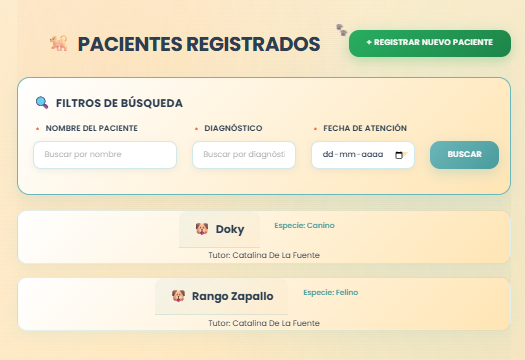 PACIENTES REGISTRADOS
+ REGISTRAR NUEVO PACIENTE
FILTROS DE BÚSQUEDA
• NOMBRE DEL PACIENTE
• DIAGNÓSTICO
• FECHA DE ATENCIÓN
Buscar por nombre
Buscar por diagnósti
dd-mm-aaaa
BUSCAR
Doky
Especie: Canino
Tutor: Catalina De La Fuente
Rango Zapallo
Especie: Felino
Tutor: Catalina De La Fuente